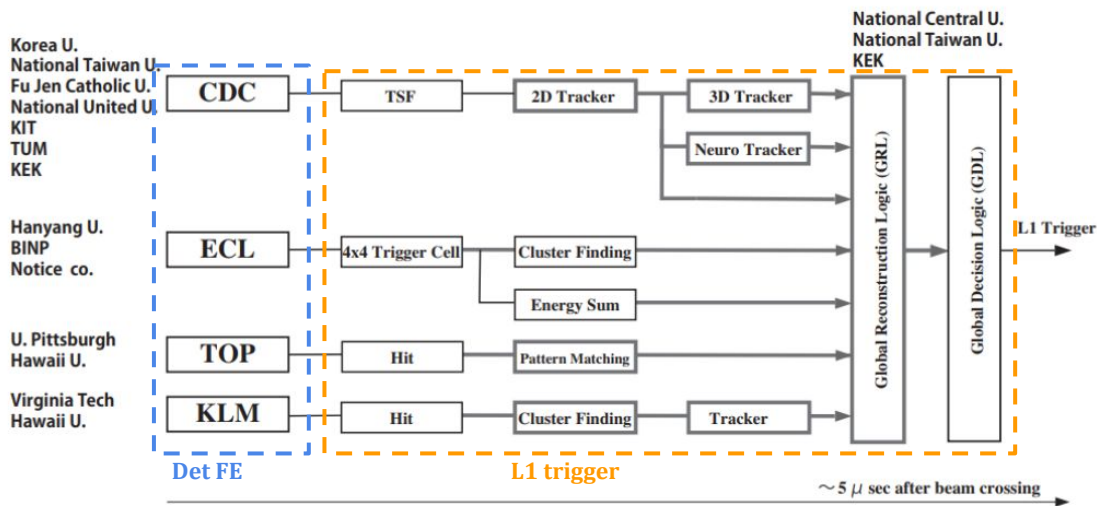 National Central U.
National Taiwan U.
KEK
Korea U.
National Taiwan U.
Fu Jen Catholic U.
National United U.
KIT
TUM
KEK
CDC
TSF
2D Tracker
3D Tracker
Neuro Tracker
Hanyang U.
BINP
Notice co.
ECL
4x4 Trigger Cell
Cluster Finding
Energy Sum
U. Pittsburgh
Hawaii U.
TOP
Hit
Pattern Matching
Virginia Tech
Hawaii U.
KLM
Hit
Cluster Finding
Tracker
Global Reconstruction Logic (GRL)
Global Decision Logic (GDL)
L1 Trigger
Det FE
L1 trigger
~5 μ sec after beam crossing